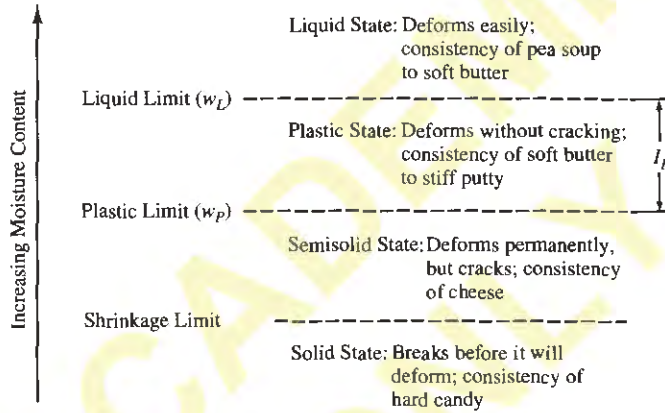 Liquid State: Deforms easily;
consistency of pea soup
to soft butter
Liquid Limit (w_L)
Plastic State: Deforms without cracking;
consistency of soft butter
to stiff putty
Plastic Limit (w_P)
Semisolid State: Deforms permanently,
but cracks; consistency
of cheese
Shrinkage Limit
Solid State: Breaks before it will
deform; consistency of
hard candy
Increasing Moisture Content